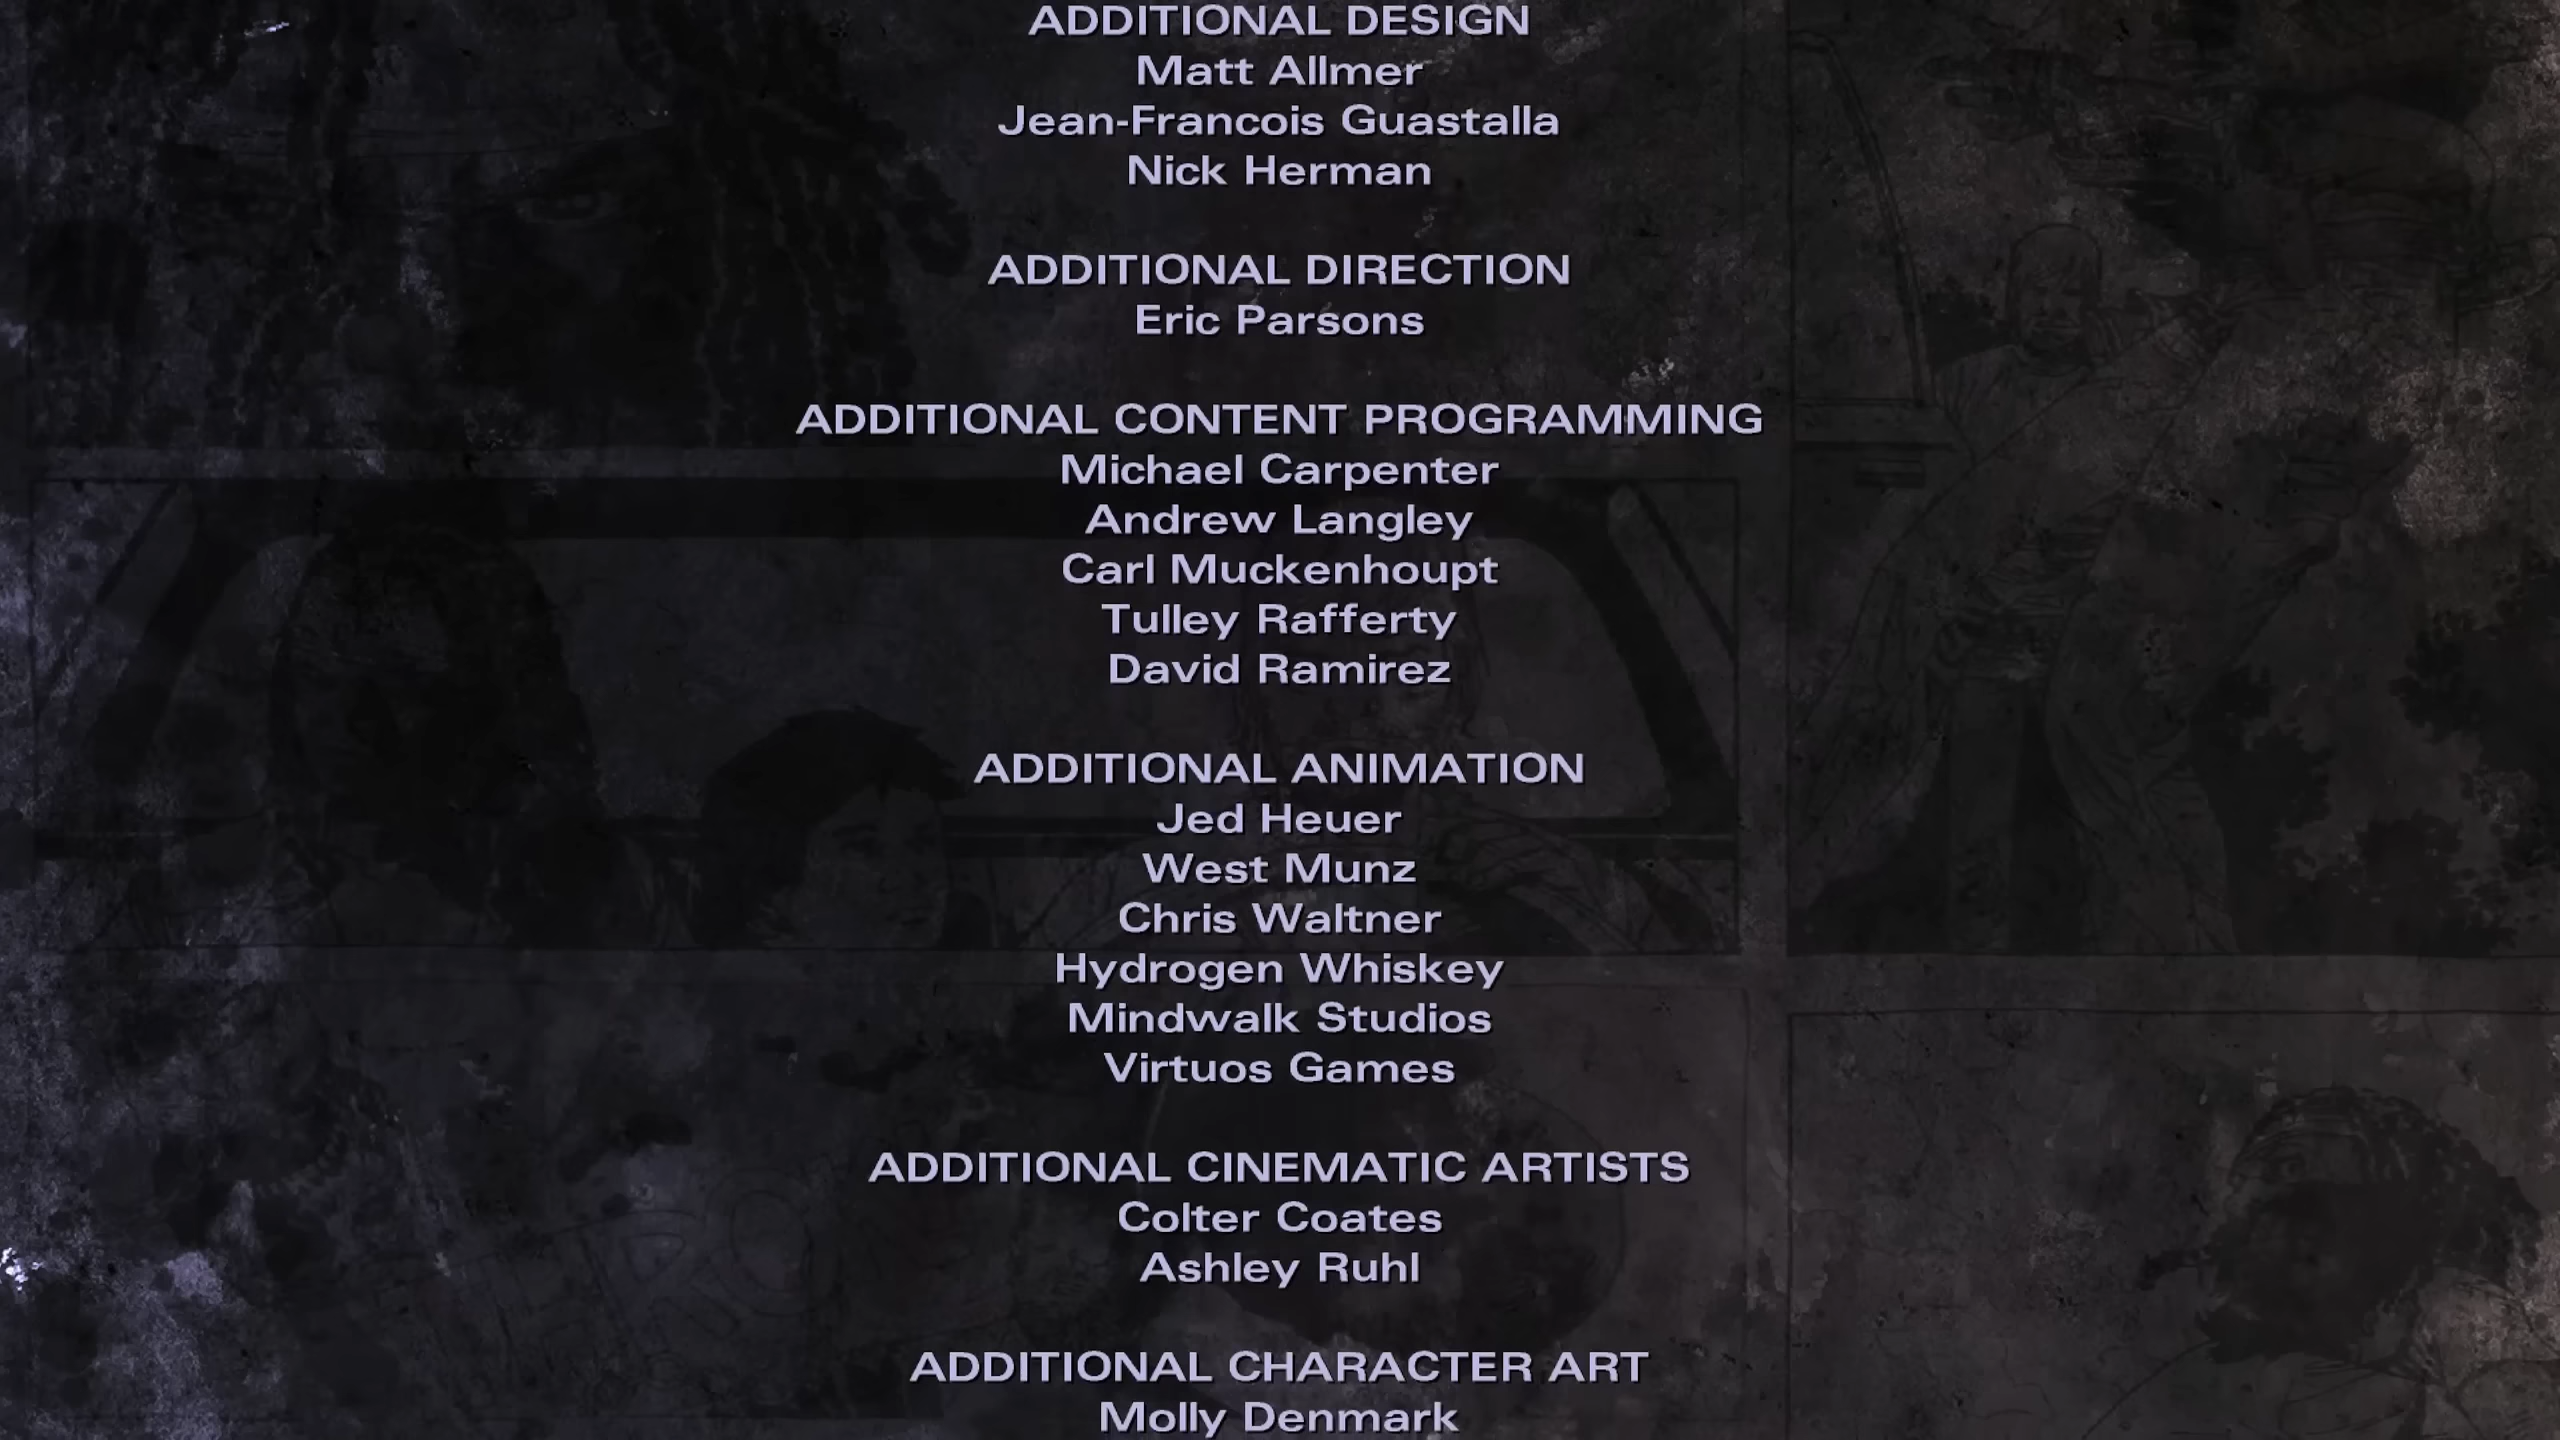 ADDITIONAL DESIGN
Matt Allmer
Jean-Francois Guastalla
Nick Herman
ADDITIONAL DIRECTION
Eric Parsons
ADDITIONAL CONTENT PROGRAMMING
Michael Carpenter
Andrew Langley
Carl Muckenhoupt
Tulley Rafferty
David Ramirez
ADDITIONAL ANIMATION
Jed Heuer
West Munz
Chris Waltner
Hydrogen Whiskey
Mindwalk Studios
Virtuos Games
ADDITIONAL CINEMATIC ARTISTS
Colter Coates
Ashley Ruhl
ADDITIONAL CHARACTER ART
Molly Denmark